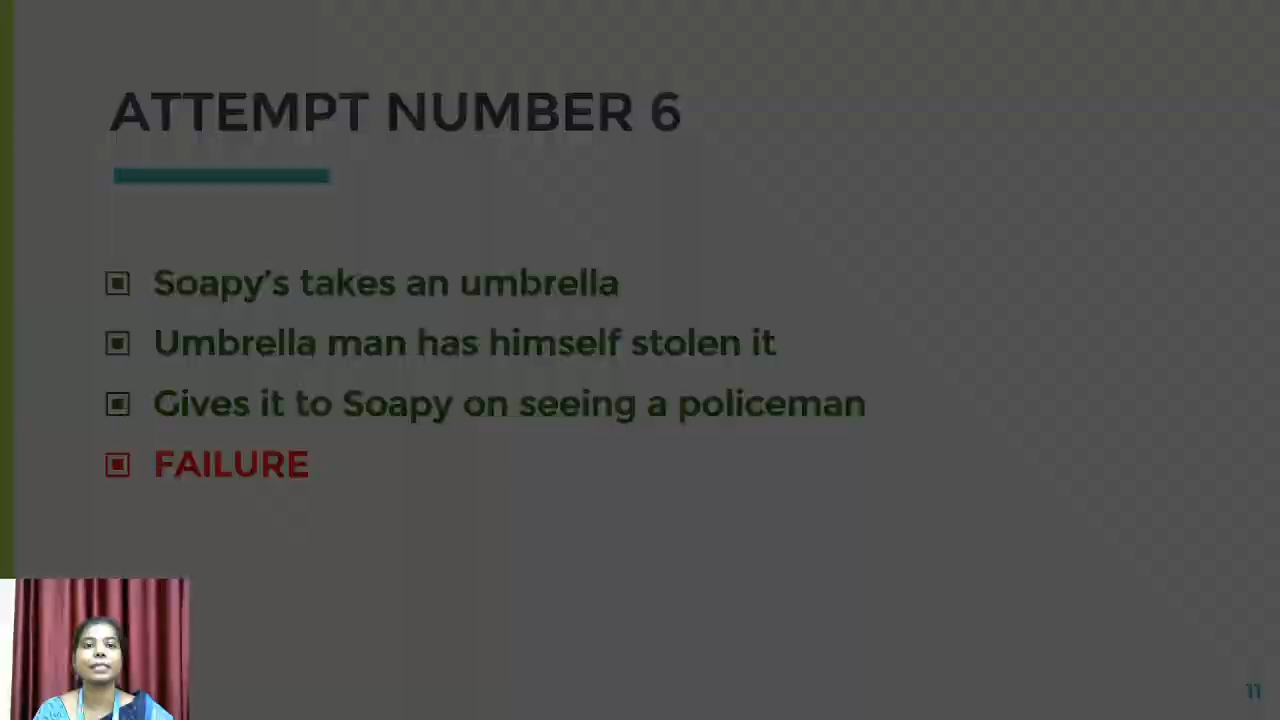 ATTEMPT NUMBER 6
Soapy's takes an umbrella
Umbrella man has himself stolen it
Gives it to Soapy on seeing a policeman
FAILURE
11